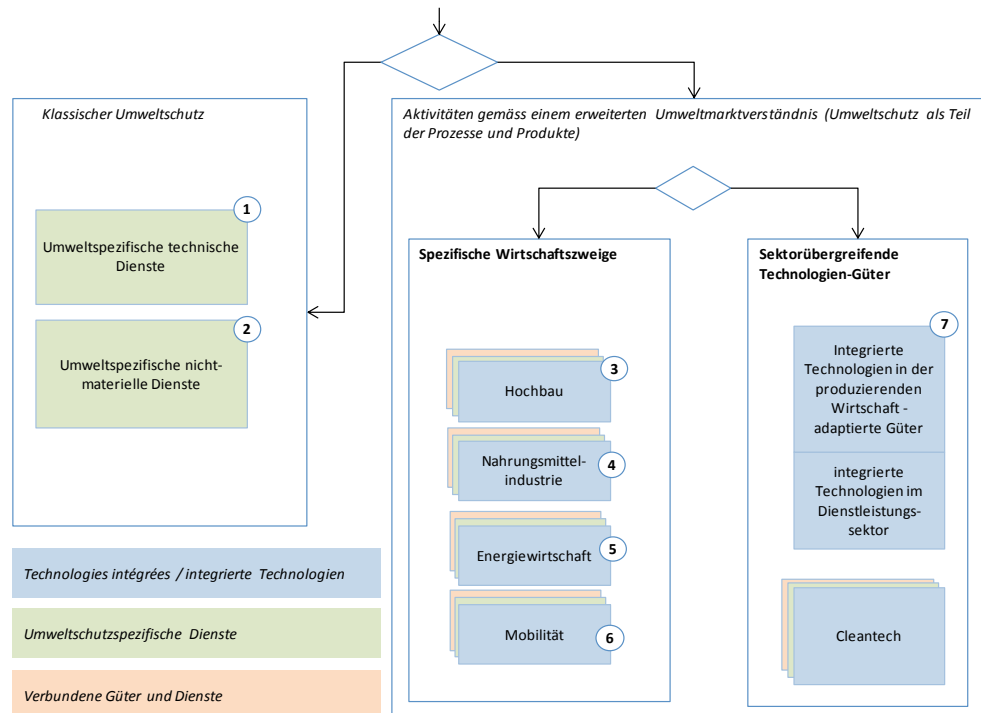 Klassischer Umweltschutz
1
Umweltspezifische technische
Dienste
2
Umweltspezifische nicht-
materielle Dienste
Aktivitäten gemäss einem erweiterten Umweltmarktverständnis (Umweltschutz als Teil
der Prozesse und Produkte)
Spezifische Wirtschaftszweige
3
Hochbau
Nahrungsmittel-
industrie
4
Energiewirtschaft
5
Mobilität
6
Sektorübergreifende
Technologien-Güter
7
Integrierte
Technologien in der
produzierenden
Wirtschaft -
adaptierte Güter
integrierte
Technologien im
Dienstleistungs-
sektor
Cleantech
Technologies intégrées / integrierte Technologien
Umweltschutzspezifische Dienste
Verbundene Güter und Dienste